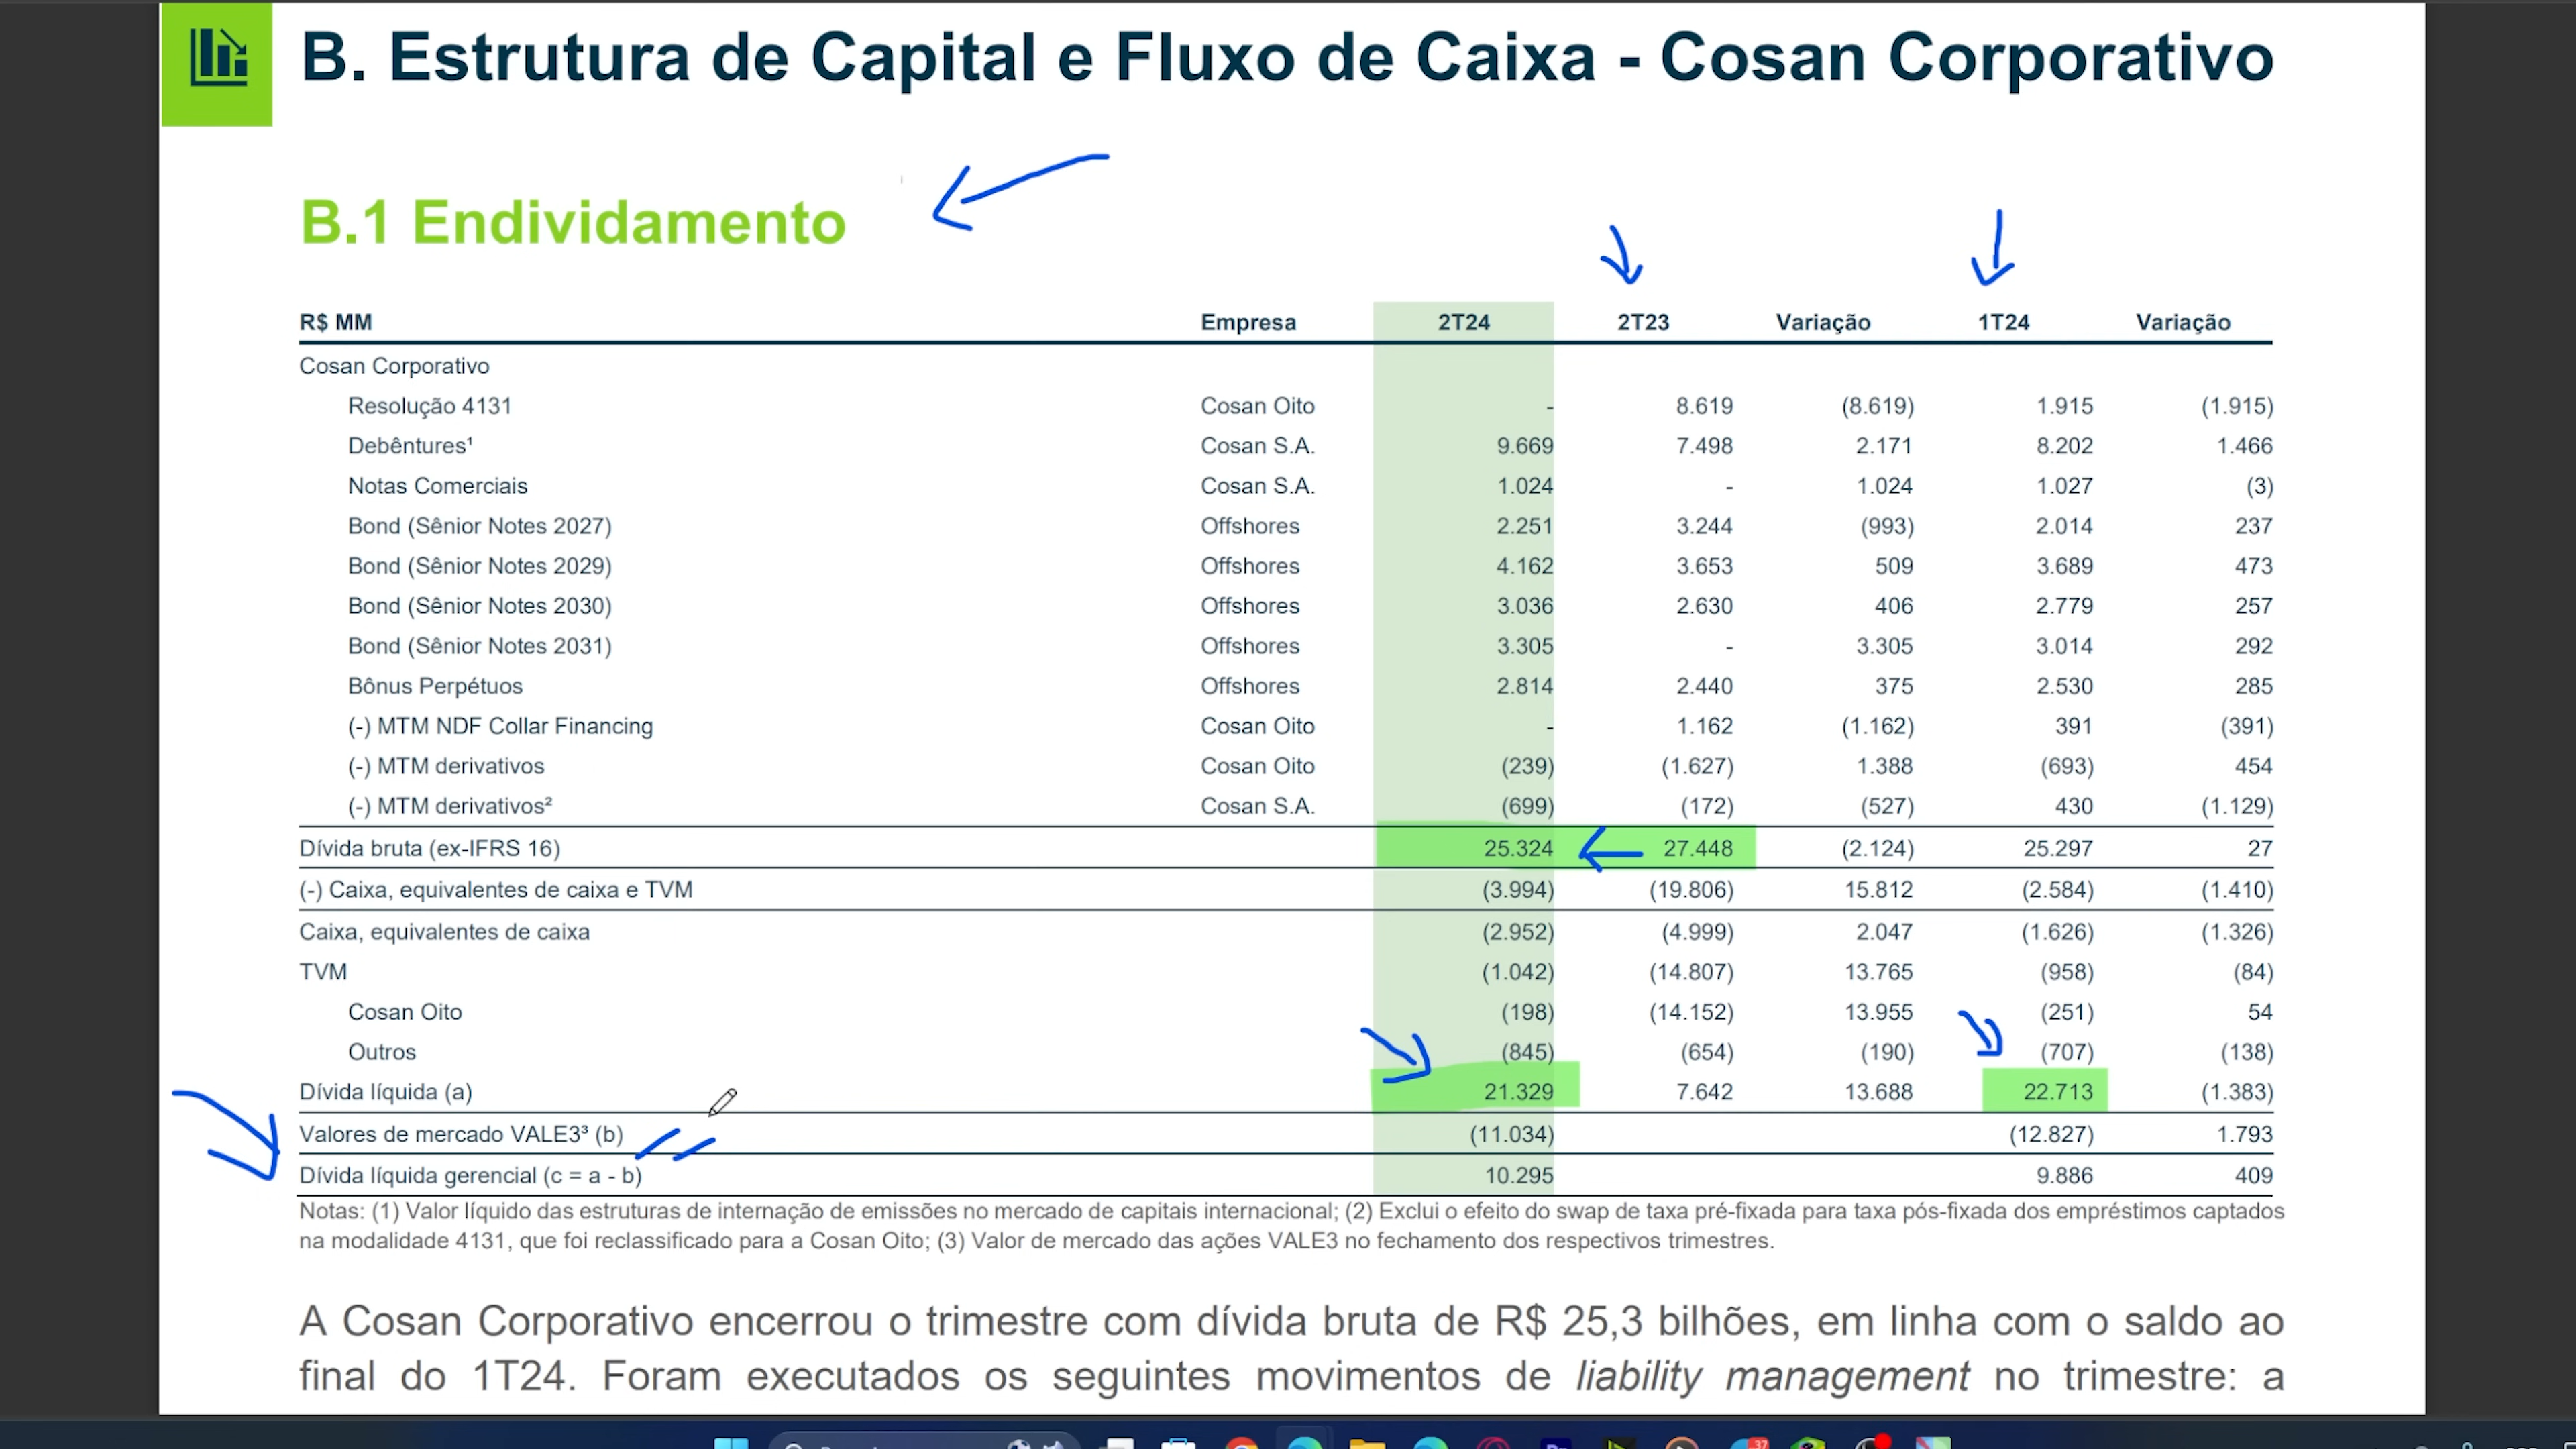 B. Estrutura de Capital e Fluxo de Caixa - Cosan Corporativo
B.1 Endividamento
R$ MM Empresa 2T24 2T23 Variação 1T24 Variação
Cosan Corporativo
Resolução 4131 Cosan Oito - 8.619 (8.619) 1.915 (1.915)
Debêntures¹ Cosan S.A. 9.669 7.498 2.171 8.202 1.466
Notas Comerciais Cosan S.A. 1.024 - 1.024 1.027 (3)
Bond (Sênior Notes 2027) Offshores 2.251 3.244 (993) 2.014 237
Bond (Sênior Notes 2029) Offshores 4.162 3.653 509 3.689 473
Bond (Sênior Notes 2030) Offshores 3.036 2.630 406 2.779 257
Bond (Sênior Notes 2031) Offshores 3.305 - 3.305 3.014 292
Bônus Perpétuos Offshores 2.814 2.440 375 2.530 285
(-) MTM NDF Collar Financing Cosan Oito - 1.162 (1.162) 391 (391)
(-) MTM derivativos Cosan Oito (239) (1.627) 1.388 (693) 454
(-) MTM derivativos² Cosan S.A. (699) (172) (527) 430 (1.129)
Dívida bruta (ex-IFRS 16) 25.324 27.448 (2.124) 25.297 27
(-) Caixa, equivalentes de caixa e TVM (3.994) (19.806) 15.812 (2.584) (1.410)
Caixa, equivalentes de caixa (2.952) (4.999) 2.047 (1.626) (1.326)
TVM (1.042) (14.807) 13.765 (958) (84)
Cosan Oito (198) (14.152) 13.955 (251) 54
Outros (845) (654) (190) (707) (138)
Dívida líquida (a) 21.329 7.642 13.688 22.713 (1.383)
Valores de mercado VALE3³ (b) (11.034) (12.827) 1.793
Dívida líquida gerencial (c = a - b) 10.295 9.886 409
Notas: (1) Valor líquido das estruturas de internação de emissões no mercado de capitais internacional; (2) Exclui o efeito do swap de taxa pré-fixada para taxa pós-fixada dos empréstimos captados
na modalidade 4131, que foi reclassificado para a Cosan Oito; (3) Valor de mercado das ações VALE3 no fechamento dos respectivos trimestres.
A Cosan Corporativo encerrou o trimestre com dívida bruta de R$ 25,3 bilhões, em linha com o saldo ao
final do 1T24. Foram executados os seguintes movimentos de liability management no trimestre: a
37